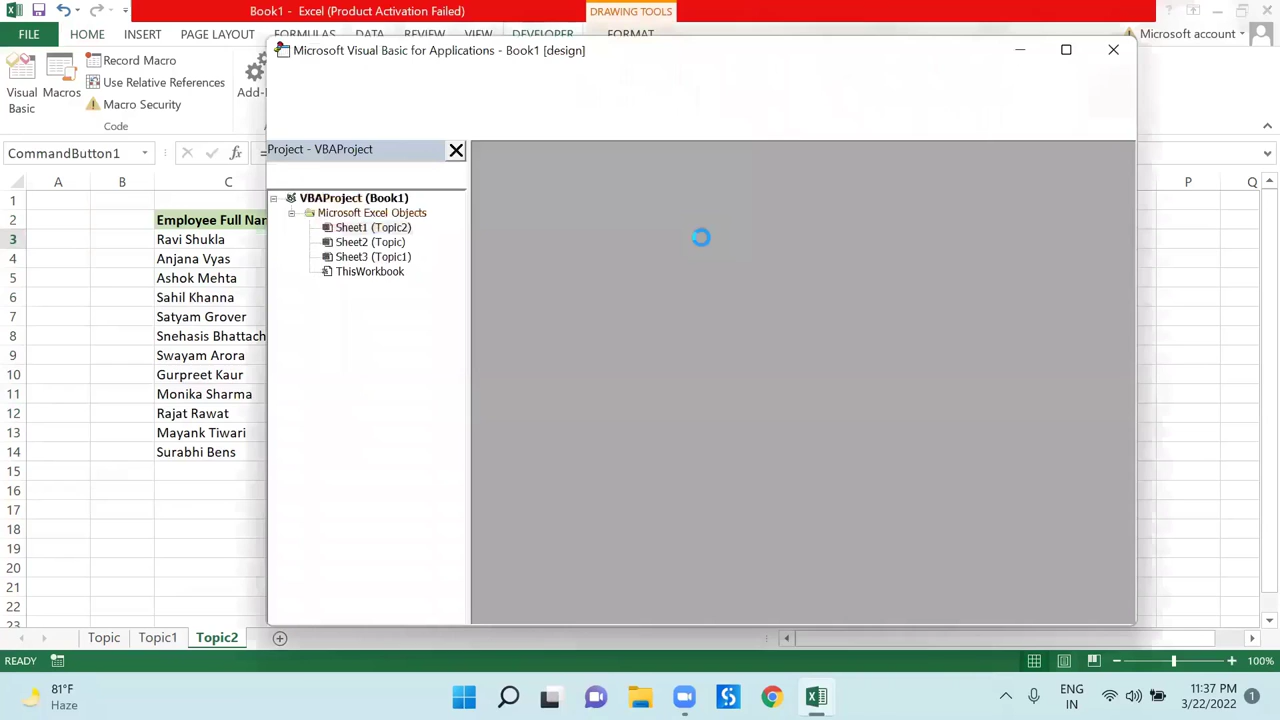 Book1 - Excel (Product Activation Failed)
DRAWING TOOLS
FILE HOME INSERT PAGE LAYOUT FORMULAS DATA REVIEW VIEW DEVELOPER FORMAT Microsoft account
Visual Basic
Macros
Record Macro
Use Relative References
Macro Security
Code
Microsoft Visual Basic for Applications - Book1 [design]
CommandButton1
Project - VBAProject
VBAProject (Book1)
Microsoft Excel Objects
Sheet1 (Topic2)
Sheet2 (Topic)
Sheet3 (Topic1)
ThisWorkbook
A B C P Q
1
2 Employee Full Nan
3 Ravi Shukla
4 Anjana Vyas
5 Ashok Mehta
6 Sahil Khanna
7 Satyam Grover
8 Snehasis Bhattach
9 Swayam Arora
10 Gurpreet Kaur
11 Monika Sharma
12 Rajat Rawat
13 Mayank Tiwari
14 Surabhi Bens
15
16
17
18
19
20
21
22
23
Topic Topic1 Topic2
READY
100%
81°F
Haze
ENG
IN
11:37 PM
3/22/2022
1